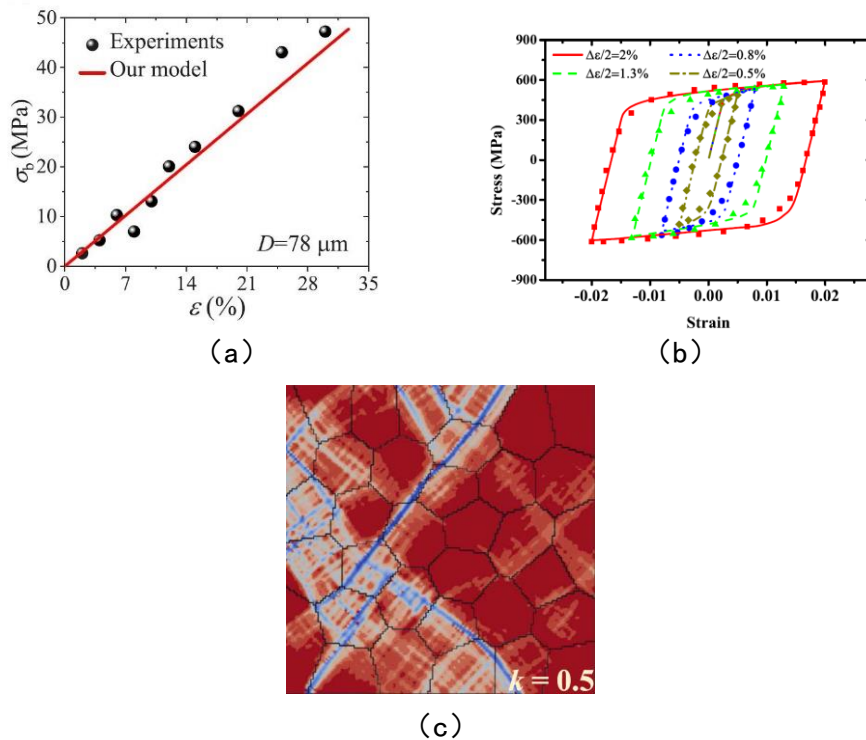 Experiments
Our model
D=78 μm
σb (MPa)
50
40
30
20
10
0
0 7 14 21 28 35
ε (%)
(a)
Δε/2=2% Δε/2=0.8%
Δε/2=1.3% Δε/2=0.5%
Stress (MPa)
900
600
300
0
-300
-600
-900
-0.02 -0.01 0.00 0.01 0.02
Strain
(b)
k = 0.5
(c)